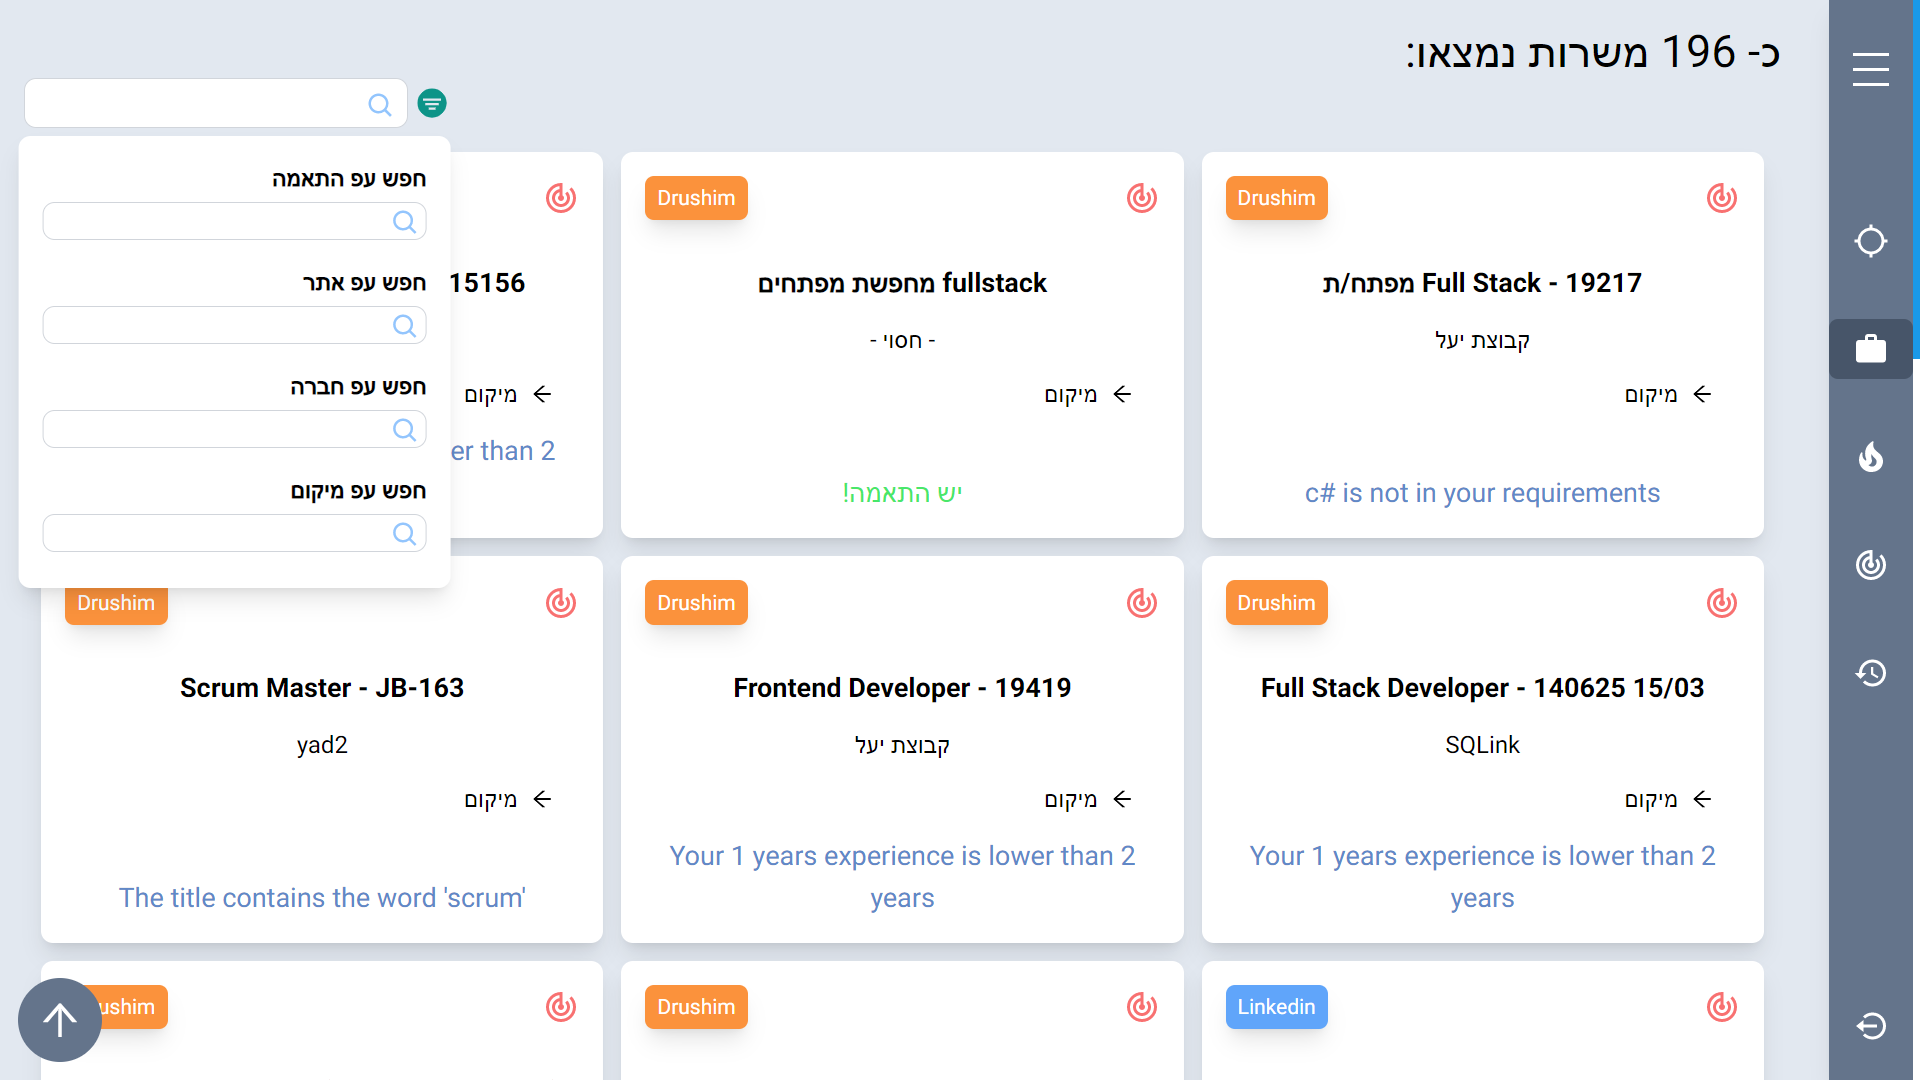 כ- 196 משרות נמצאו:
חפש עפ התאמה
חפש עפ אתר
חפש עפ חברה
חפש עפ מיקום
Drushim
מפתח/ת Full Stack - 19217
קבוצת יעל
מיקום
c# is not in your requirements
Drushim
fullstack מחפשת מפתחים
- חסוי -
מיקום
יש התאמה!
15156
מיקום
er than 2
Drushim
Full Stack Developer - 140625 15/03
SQLink
מיקום
Your 1 years experience is lower than 2
years
Drushim
Frontend Developer - 19419
קבוצת יעל
מיקום
Your 1 years experience is lower than 2
years
Drushim
Scrum Master - JB-163
yad2
מיקום
The title contains the word 'scrum'
Linkedin
Drushim
ushim